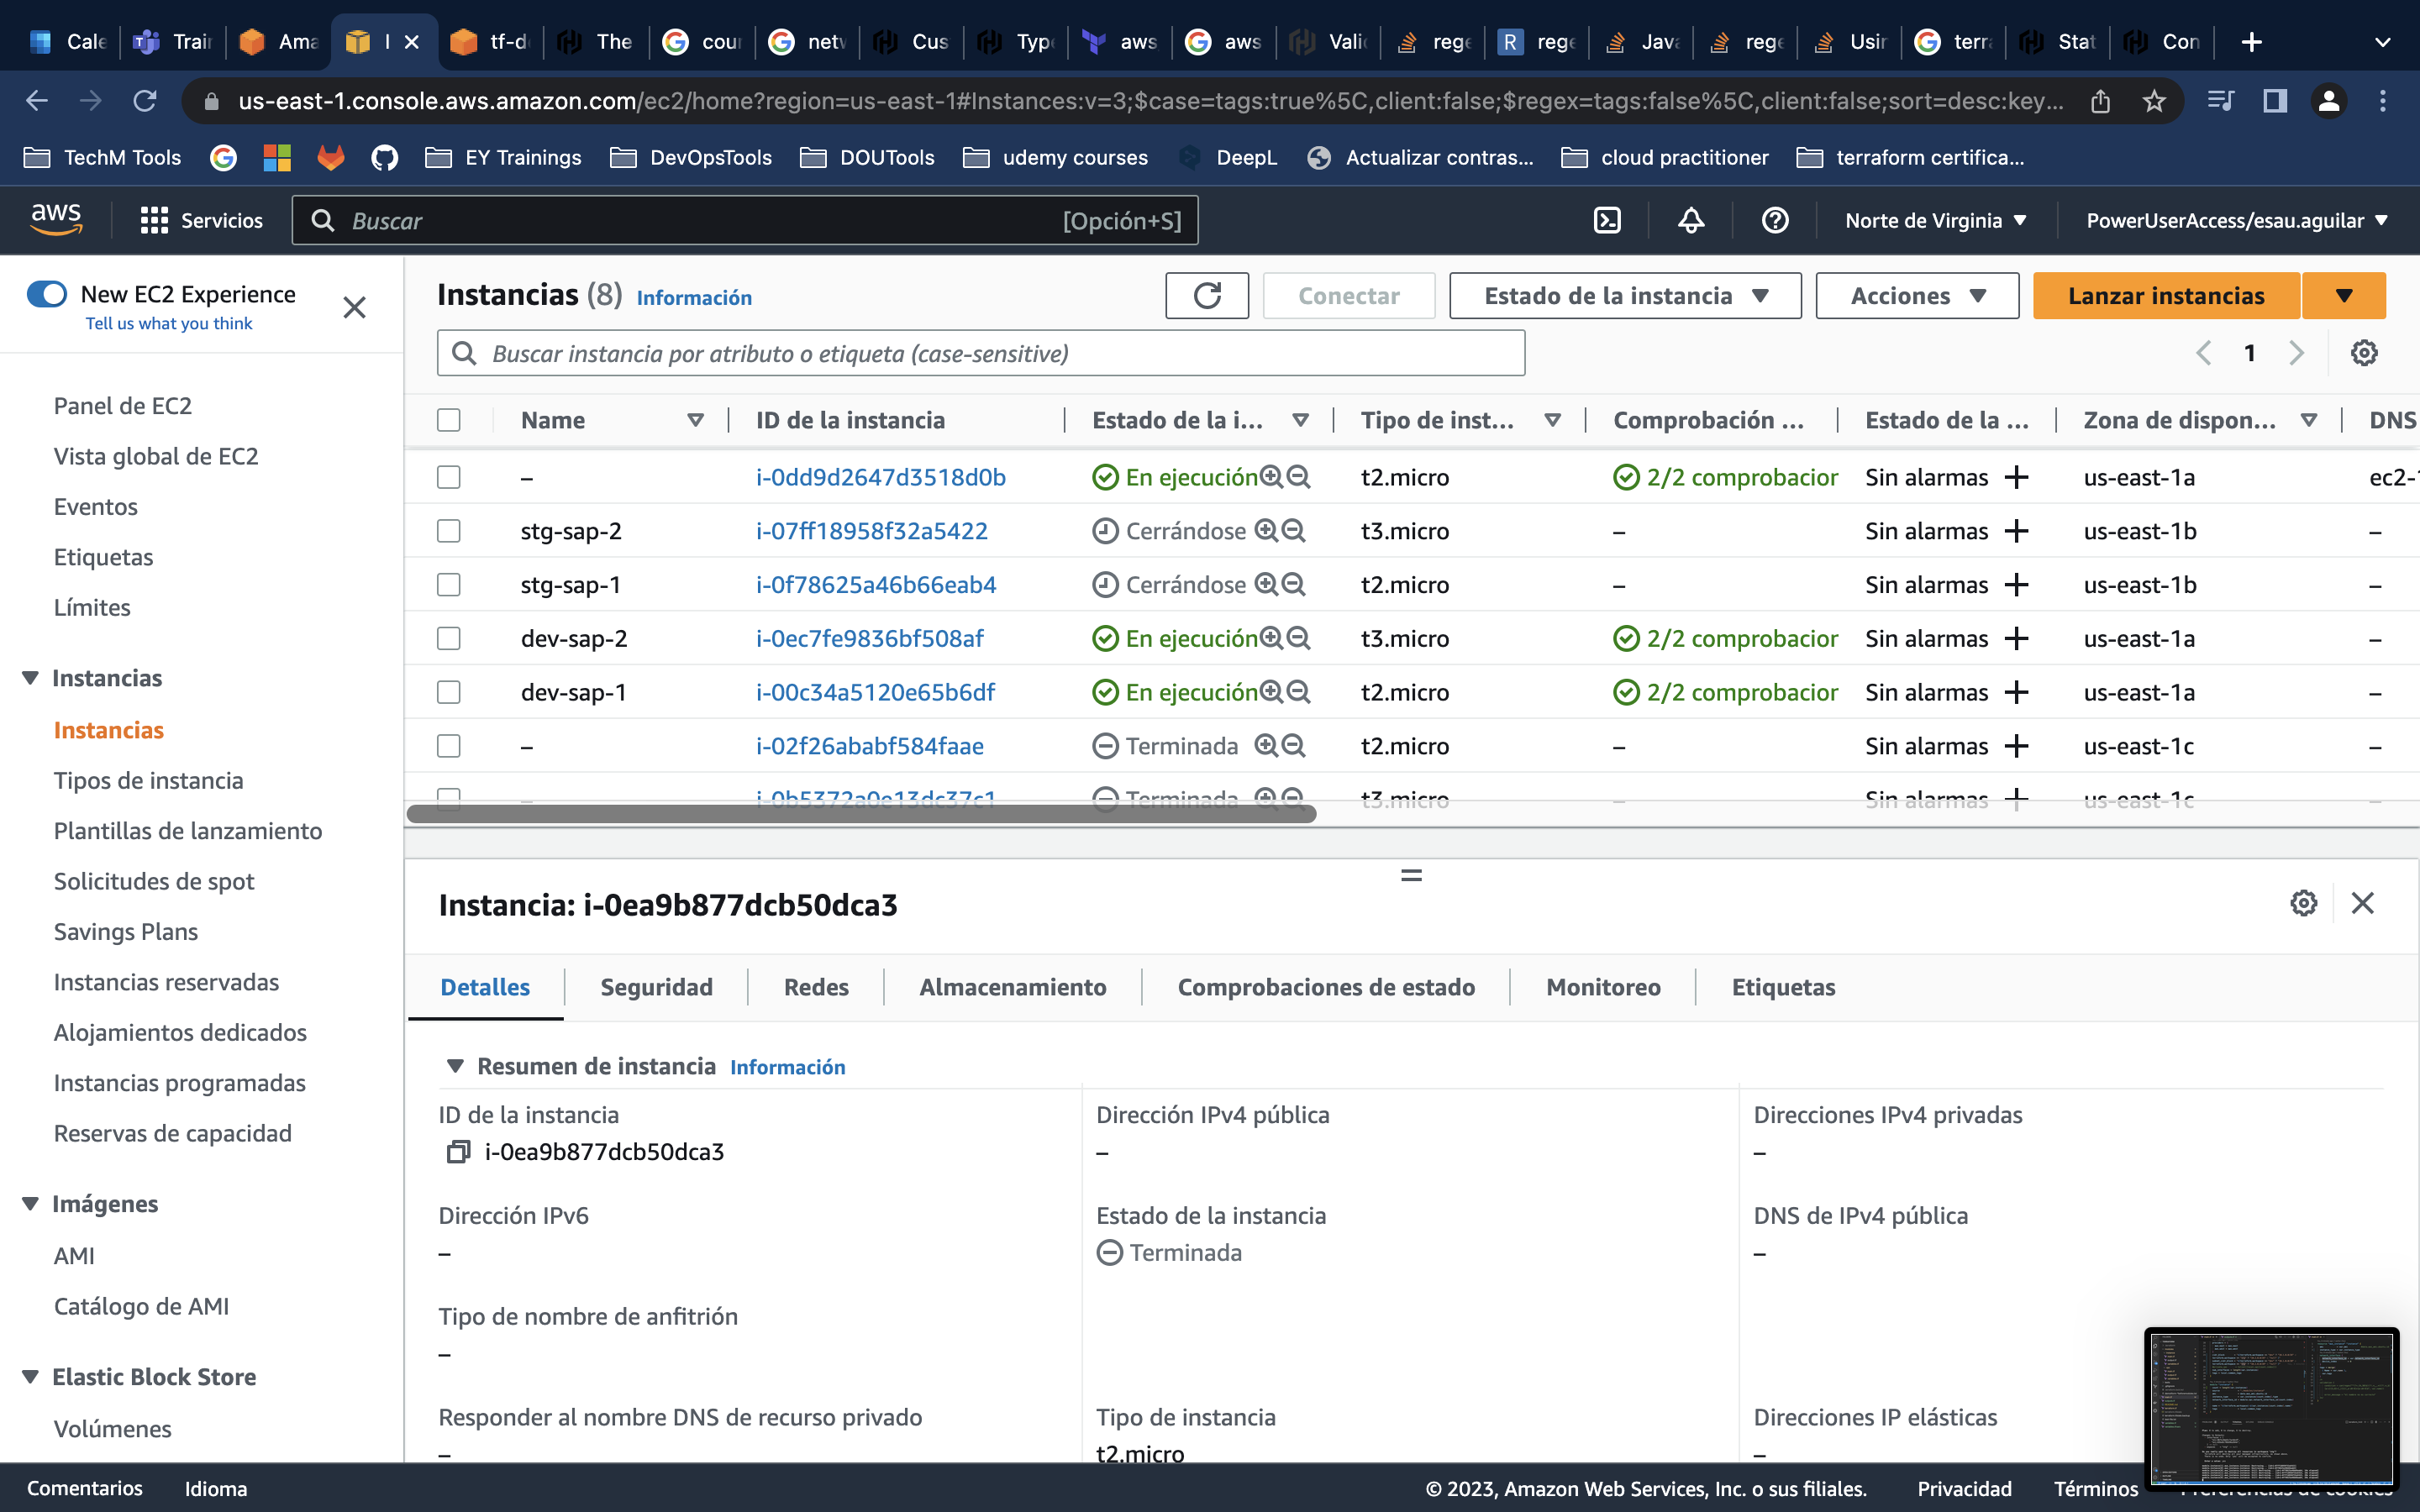 Cale
Trair
Ama
I
tf-d
The
cour
netv
Cus
Type
aws
aws
Vali
rege
R
rege
Java
rege
Usir
terra
Stat
Con
us-east-1.console.aws.amazon.com/ec2/home?region=us-east-1#Instances:v=3;$case=tags:true%5C,client:false;$regex=tags:false%5C,client:false;sort=desc:key...
TechM Tools
EY Trainings
DevOpsTools
DOUTools
udemy courses
DeepL
Actualizar contras...
cloud practitioner
terraform certifica...
aws
Servicios
Buscar
[Opción+S]
Norte de Virginia
PowerUserAccess/esau.aguilar
New EC2 Experience
Tell us what you think
Panel de EC2
Vista global de EC2
Eventos
Etiquetas
Límites
Instancias
Instancias
Tipos de instancia
Plantillas de lanzamiento
Solicitudes de spot
Savings Plans
Instancias reservadas
Alojamientos dedicados
Instancias programadas
Reservas de capacidad
Imágenes
AMI
Catálogo de AMI
Elastic Block Store
Volúmenes
Instancias (8) Información
Conectar
Estado de la instancia
Acciones
Lanzar instancias
Buscar instancia por atributo o etiqueta (case-sensitive)
1
Name ID de la instancia Estado de la i... Tipo de inst... Comprobación ... Estado de la ... Zona de dispon... DNS
– i-0dd9d2647d3518d0b En ejecución t2.micro 2/2 comprobacior Sin alarmas us-east-1a ec2-
stg-sap-2 i-07ff18958f32a5422 Cerrándose t3.micro – Sin alarmas us-east-1b –
stg-sap-1 i-0f78625a46b66eab4 Cerrándose t2.micro – Sin alarmas us-east-1b –
dev-sap-2 i-0ec7fe9836bf508af En ejecución t3.micro 2/2 comprobacior Sin alarmas us-east-1a –
dev-sap-1 i-00c34a5120e65b6df En ejecución t2.micro 2/2 comprobacior Sin alarmas us-east-1a –
– i-02f26ababf584faae Terminada t2.micro – Sin alarmas us-east-1c –
– i-0b5372a0e13dc37c1 Terminada t3.micro – Sin alarmas us-east-1c –
Instancia: i-0ea9b877dcb50dca3
Detalles
Seguridad
Redes
Almacenamiento
Comprobaciones de estado
Monitoreo
Etiquetas
Resumen de instancia Información
ID de la instancia
i-0ea9b877dcb50dca3
Dirección IPv4 pública
–
Direcciones IPv4 privadas
–
Dirección IPv6
–
Estado de la instancia
Terminada
DNS de IPv4 pública
–
Tipo de nombre de anfitrión
–
Responder al nombre DNS de recurso privado
–
Tipo de instancia
t2.micro
Direcciones IP elásticas
–
Comentarios
Idioma
© 2023, Amazon Web Services, Inc. o sus filiales.
Privacidad
Términos
Preferencias de cookies